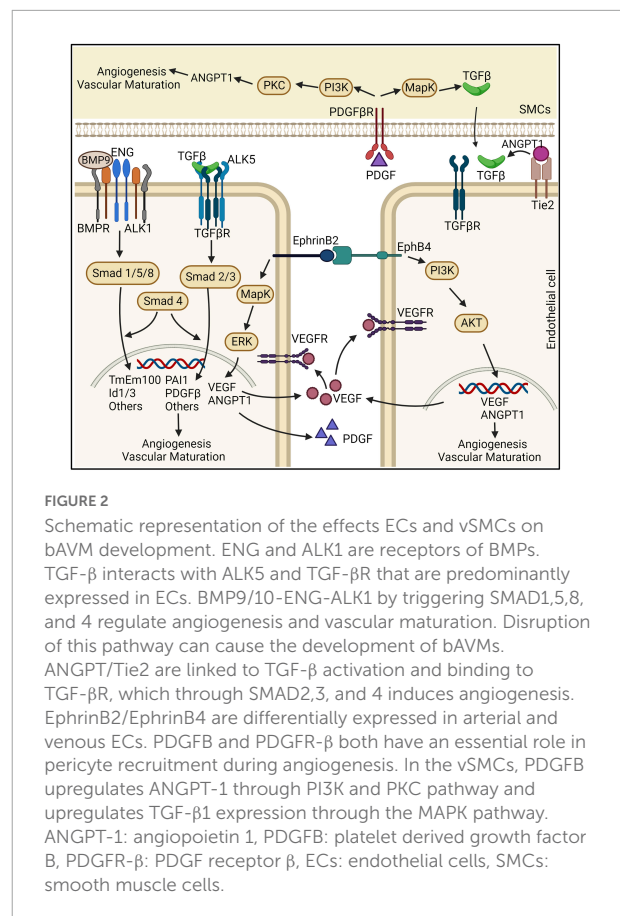 Angiogenesis
Vascular Maturation
ANGPT1
PKC
PI3K
MapK
TGFβ
PDGFβR
SMCs
PDGF
ANGPT1
TGFβ
Tie2
TGFβR
BMP9
ENG
TGFβ
ALK5
BMPR
ALK1
TGFβR
EphrinB2
EphB4
Smad 1/5/8
Smad 2/3
Smad 4
MapK
ERK
PI3K
AKT
Endothelial cell
VEGFR
VEGFR
TmEm100
Id1/3
Others
PAI1
PDGFβ
Others
VEGF
ANGPT1
VEGF
PDGF
VEGF
ANGPT1
Angiogenesis
Vascular Maturation
Angiogenesis
Vascular Maturation
FIGURE 2
Schematic representation of the effects ECs and vSMCs on
bAVM development. ENG and ALK1 are receptors of BMPs.
TGF-β interacts with ALK5 and TGF-βR that are predominantly
expressed in ECs. BMP9/10-ENG-ALK1 by triggering SMAD1,5,8,
and 4 regulate angiogenesis and vascular maturation. Disruption
of this pathway can cause the development of bAVMs.
ANGPT/Tie2 are linked to TGF-β activation and binding to
TGF-βR, which through SMAD2,3, and 4 induces angiogenesis.
EphrinB2/EphrinB4 are differentially expressed in arterial and
venous ECs. PDGFB and PDGFR-β both have an essential role in
pericyte recruitment during angiogenesis. In the vSMCs, PDGFB
upregulates ANGPT-1 through PI3K and PKC pathway and
upregulates TGF-β1 expression through the MAPK pathway.
ANGPT-1: angiopoietin 1, PDGFB: platelet derived growth factor
B, PDGFR-β: PDGF receptor β, ECs: endothelial cells, SMCs:
smooth muscle cells.